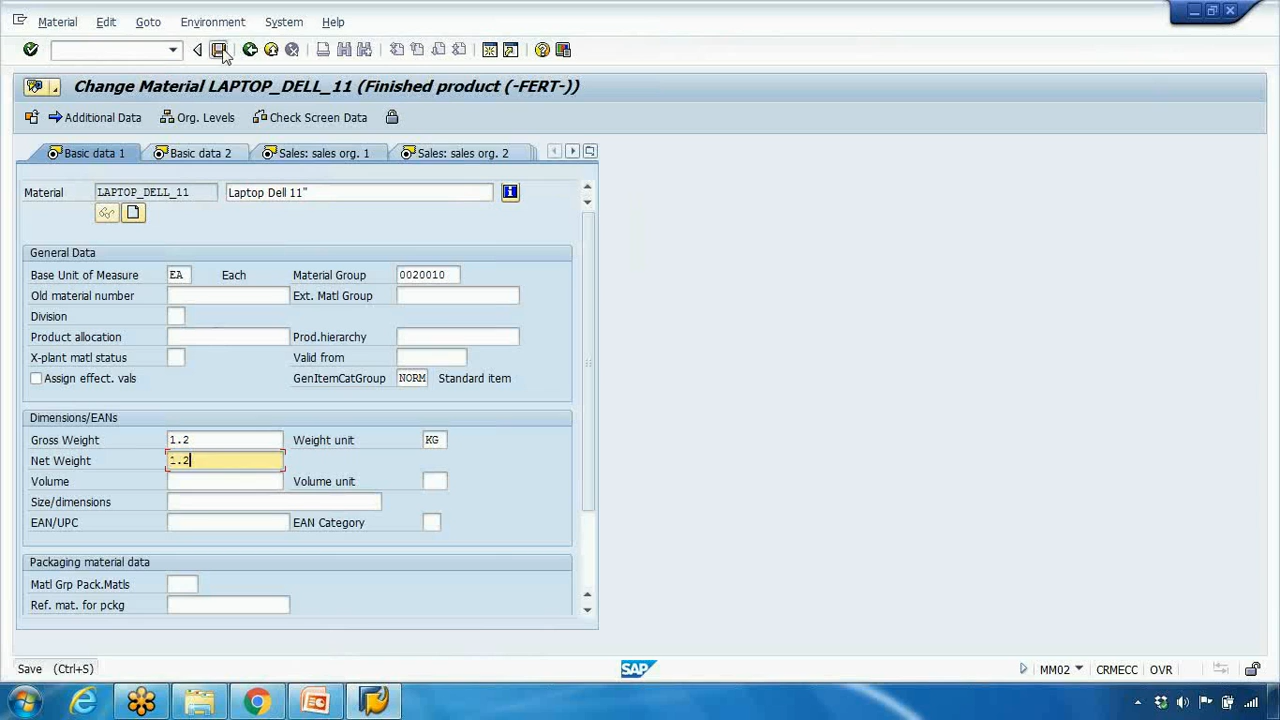 Material Edit Goto Environment System Help
Change Material LAPTOP_DELL_11 (Finished product (-FERT-))
Additional Data Org. Levels Check Screen Data
Basic data 1 Basic data 2 Sales: sales org. 1 Sales: sales org. 2
Material LAPTOP_DELL_11 Laptop Dell 11"
General Data
Base Unit of Measure EA Each Material Group 0020010
Old material number Ext. Matl Group
Division
Product allocation Prod.hierarchy
X-plant matl status Valid from
Assign effect. vals GenItemCatGroup NORM Standard item
Dimensions/EANs
Gross Weight 1.2 Weight unit KG
Net Weight 1.2
Volume Volume unit
Size/dimensions
EAN/UPC EAN Category
Packaging material data
Matl Grp Pack.Matls
Ref. mat. for pckg
Save (Ctrl+S) SAP MM02 CRMECC OVR